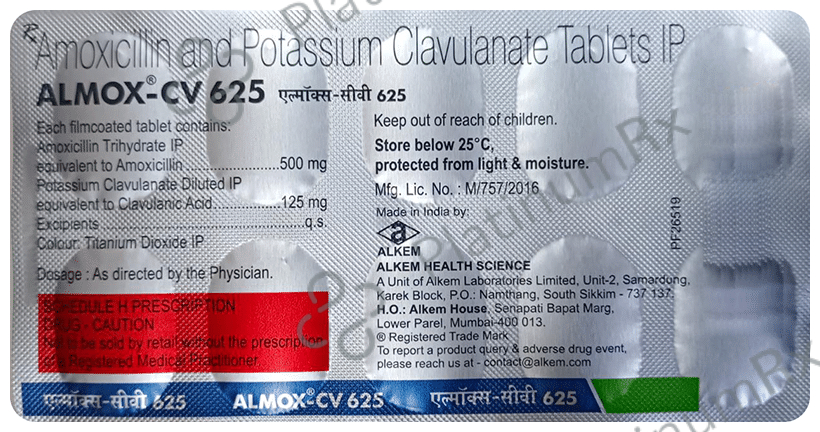 Rx
Amoxicillin and Potassium Clavulanate Tablets IP
ALMOX®-CV 625 एल्मॉक्स-सीवी 625
Each filmcoated tablet contains:
Amoxicillin Trihydrate IP
equivalent to Amoxicillin..................500 mg
Potassium Clavulanate Diluted IP
equivalent to Clavulanic Acid..............125 mg
Excipients ..........................................q.s.
Colour: Titanium Dioxide IP
Dosage : As directed by the Physician.
SCHEDULE H PRESCRIPTION
DRUG - CAUTION
Not to be sold by retail without the prescription
of a Registered Medical Practitioner.
Keep out of reach of children.
Store below 25°C,
protected from light & moisture.
Mfg. Lic. No. : M/757/2016
Made in India by:
a
ALKEM
ALKEM HEALTH SCIENCE
A Unit of Alkem Laboratories Limited, Unit-2, Samardung,
Karek Block, P.O.: Namthang, South Sikkim - 737 137.
H.O.: Alkem House, Senapati Bapat Marg,
Lower Parel, Mumbai-400 013.
® Registered Trade Mark
To report a product query & adverse drug event,
please reach us at - contact@alkem.com
PF26519
एल्मॉक्स-सीवी 625 ALMOX®-CV 625 एल्मॉक्स-सीवी 625
PlatinumRx
PlatinumRx
PlatinumRx